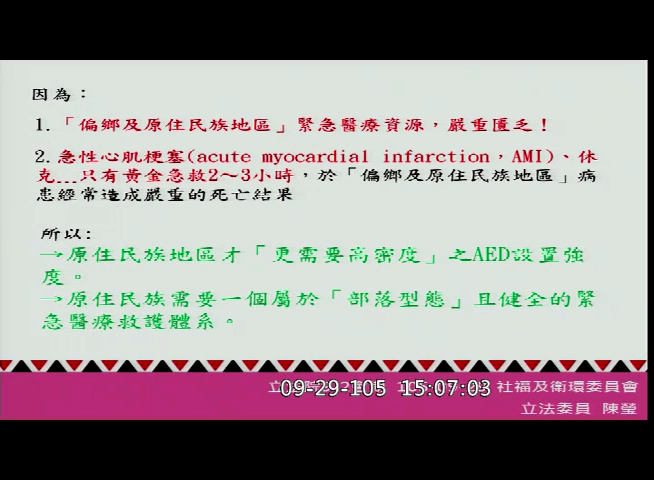 因為：
1.「偏鄉及原住民族地區」緊急醫療資源，嚴重匱乏！
2.急性心肌梗塞(acute myocardial infarction，AMI)、休
克...只有黃金急救2～3小時，於「偏鄉及原住民族地區」病
患經常造成嚴重的死亡結果
所以：
→原住民族地區才「更需要高密度」之AED設置強
度。
→原住民族需要一個屬於「部落型態」且健全的緊
急醫療救護體系。
09-29-105 15:07:03
社福及衛環委員會
立法委員 陳瑩